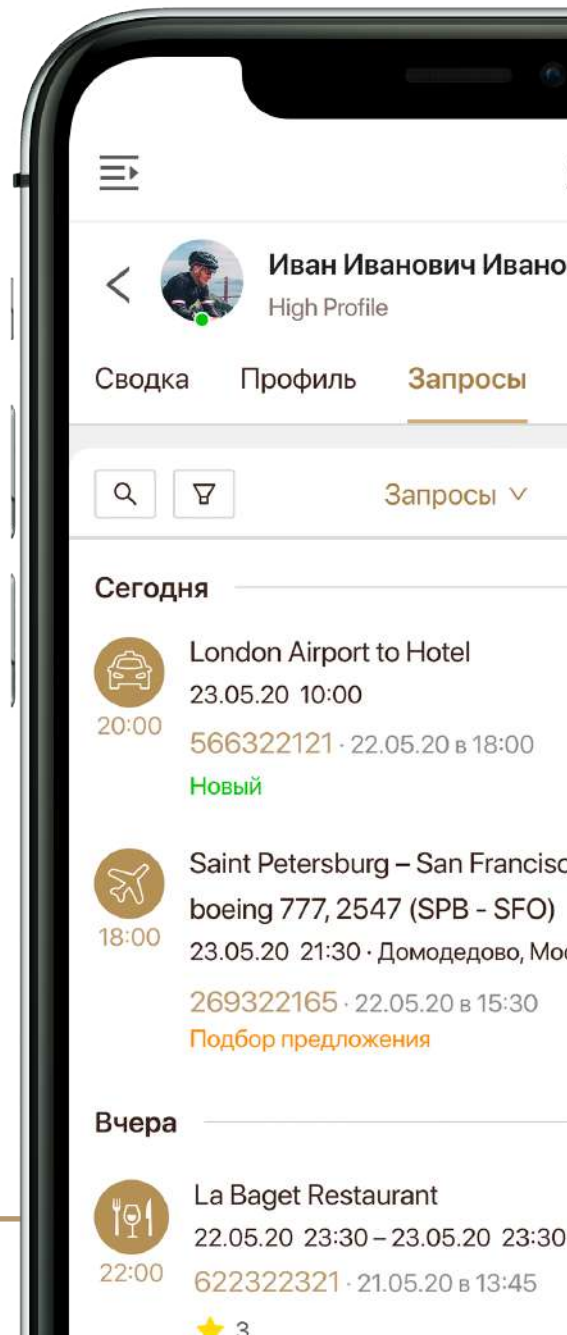 Иван Иванович Ивано
High Profile
Сводка Профиль Запросы
Запросы
Сегодня
London Airport to Hotel
23.05.20 10:00
20:00
566322121 · 22.05.20 в 18:00
Новый
Saint Petersburg – San Francisc
boeing 777, 2547 (SPB - SFO)
18:00
23.05.20 21:30 · Домодедово, Мос
269322165 · 22.05.20 в 15:30
Подбор предложения
Вчера
La Baget Restaurant
22.05.20 23:30 – 23.05.20 23:30
22:00
622322321 · 21.05.20 в 13:45
3